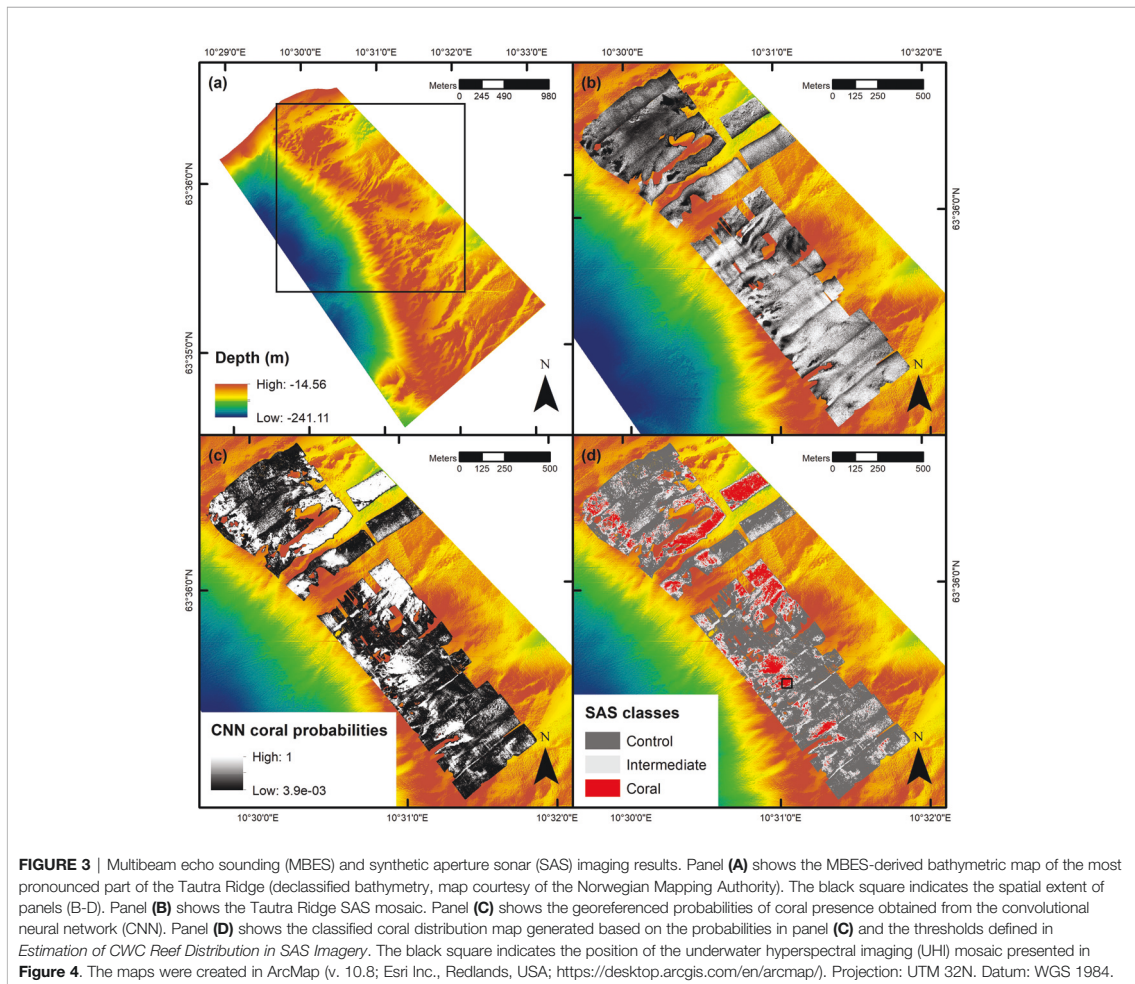 10°29'0"E 10°30'0"E 10°31'0"E 10°32'0"E 10°33'0"E
10°30'0"E 10°31'0"E 10°32'0"E
(a)
Meters
0 245 490 980
63°36'0"N
63°35'0"N
Depth (m)
High: -14.56
Low: -241.11
N
(b)
Meters
0 125 250 500
63°36'0"N
N
(c)
Meters
0 125 250 500
63°36'0"N
CNN coral probabilities
High: 1
Low: 3.9e-03
N
10°30'0"E 10°31'0"E 10°32'0"E
(d)
Meters
0 125 250 500
63°36'0"N
SAS classes
Control
Intermediate
Coral
N
10°30'0"E 10°31'0"E 10°32'0"E
FIGURE 3 | Multibeam echo sounding (MBES) and synthetic aperture sonar (SAS) imaging results. Panel (A) shows the MBES-derived bathymetric map of the most
pronounced part of the Tautra Ridge (declassified bathymetry, map courtesy of the Norwegian Mapping Authority). The black square indicates the spatial extent of
panels (B-D). Panel (B) shows the Tautra Ridge SAS mosaic. Panel (C) shows the georeferenced probabilities of coral presence obtained from the convolutional
neural network (CNN). Panel (D) shows the classified coral distribution map generated based on the probabilities in panel (C) and the thresholds defined in
Estimation of CWC Reef Distribution in SAS Imagery. The black square indicates the position of the underwater hyperspectral imaging (UHI) mosaic presented in
Figure 4. The maps were created in ArcMap (v. 10.8; Esri Inc., Redlands, USA; https://desktop.arcgis.com/en/arcmap/). Projection: UTM 32N. Datum: WGS 1984.